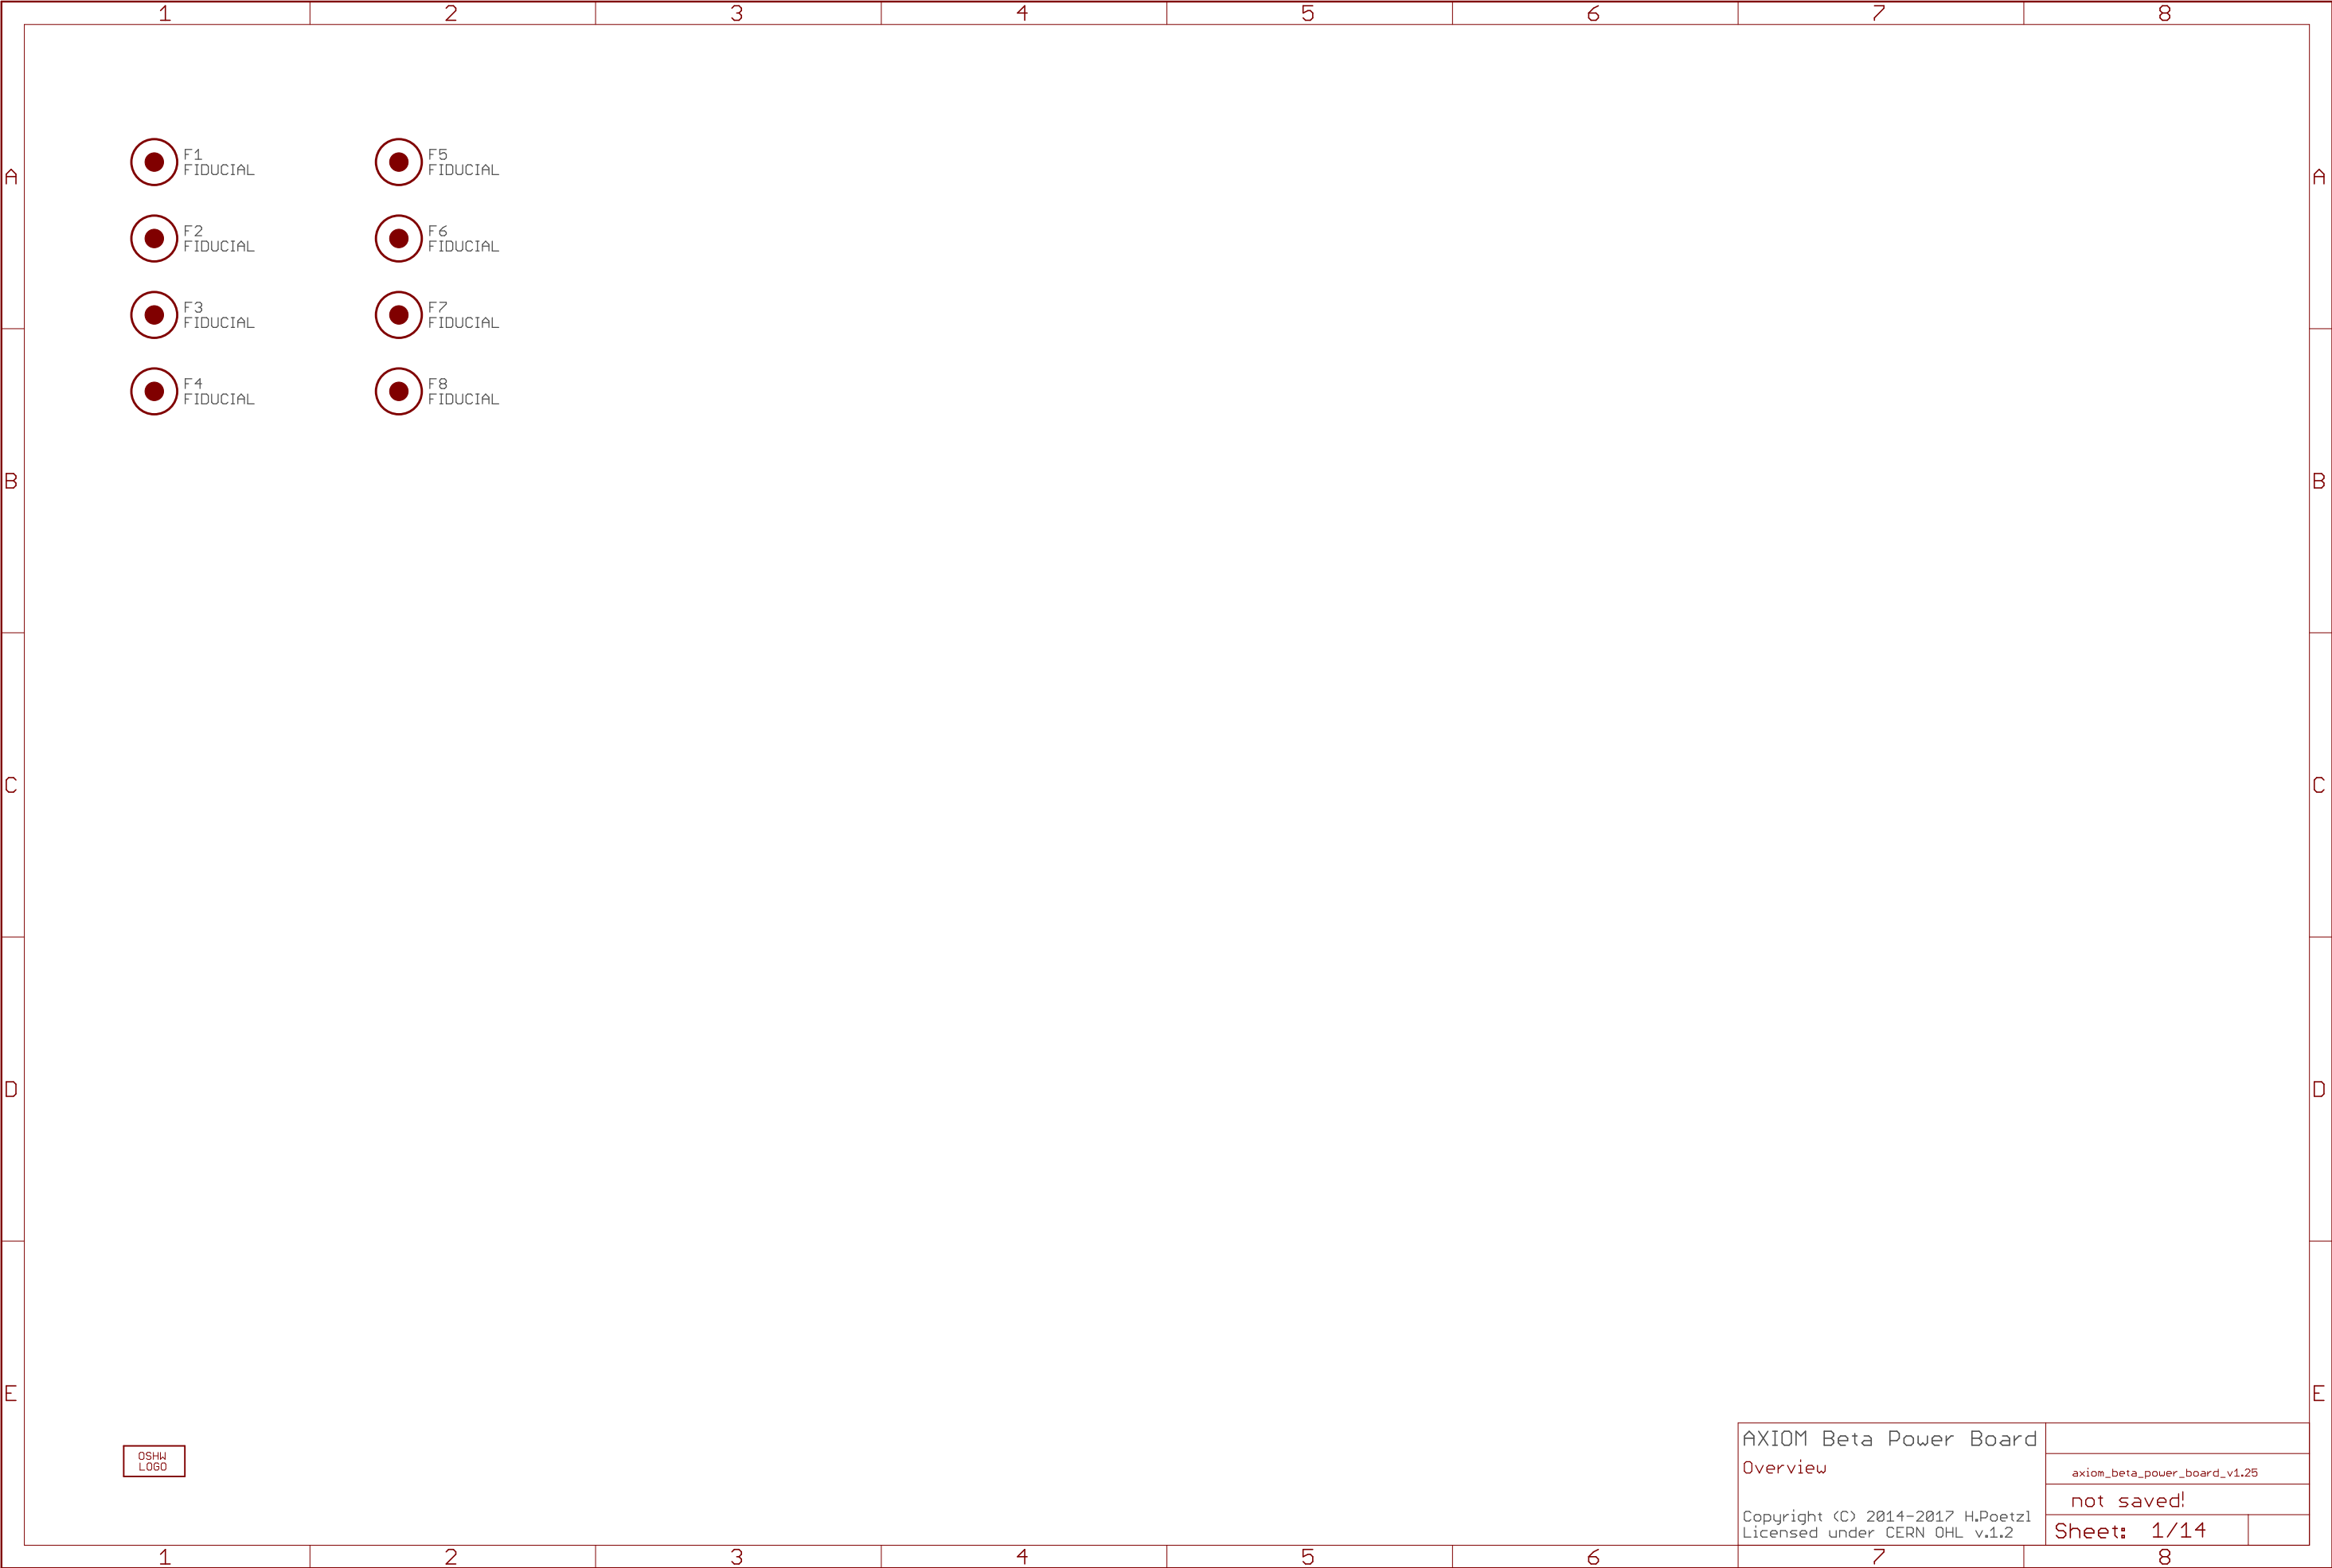 1 2 3 4 5 6 7 8
F1
FIDUCIAL
F5
FIDUCIAL
A A
F2
FIDUCIAL
F6
FIDUCIAL
F3
FIDUCIAL
F7
FIDUCIAL
F4
FIDUCIAL
F8
FIDUCIAL
B B
C C
D D
E E
OSHW
LOGO
AXIOM Beta Power Board
Overview
Copyright (C) 2014-2017 H.Poetzl
Licensed under CERN OHL v.1.2
axiom_beta_power_board_v1.25
not saved!
Sheet: 1/14
1 2 3 4 5 6 7 8